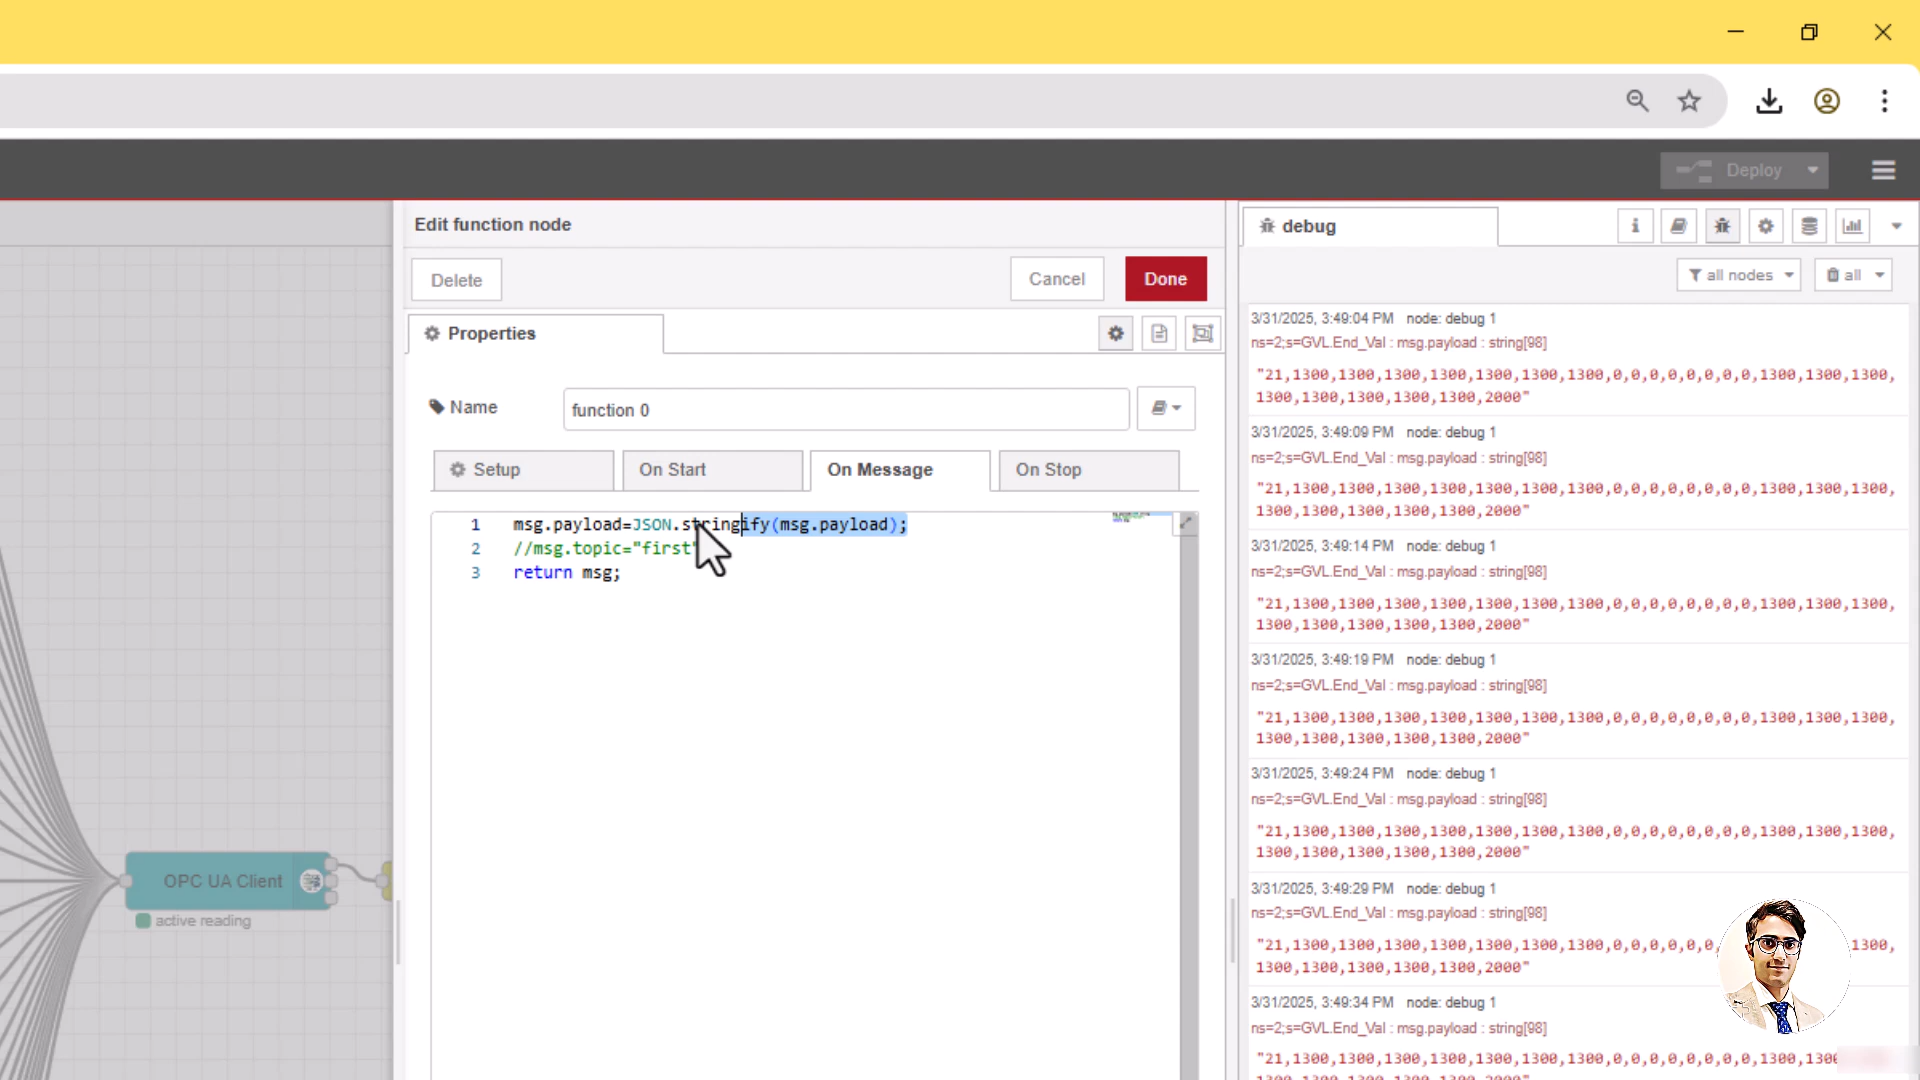 Deploy
Edit function node
debug
Delete
Cancel
Done
all nodes
all
Properties
Name
function 0
Setup
On Start
On Message
On Stop
1 msg.payload=JSON.stringify(msg.payload);
2 //msg.topic="first"
3 return msg;
OPC UA Client
active reading
3/31/2025, 3:49:04 PM node: debug 1
ns=2;s=GVL.End_Val : msg.payload : string[98]
"21,1300,1300,1300,1300,1300,1300,1300,0,0,0,0,0,0,0,1300,1300,1300,
1300,1300,1300,1300,1300,2000"
3/31/2025, 3:49:09 PM node: debug 1
ns=2;s=GVL.End_Val : msg.payload : string[98]
"21,1300,1300,1300,1300,1300,1300,1300,0,0,0,0,0,0,0,1300,1300,1300,
1300,1300,1300,1300,1300,2000"
3/31/2025, 3:49:14 PM node: debug 1
ns=2;s=GVL.End_Val : msg.payload : string[98]
"21,1300,1300,1300,1300,1300,1300,1300,0,0,0,0,0,0,0,1300,1300,1300,
1300,1300,1300,1300,1300,2000"
3/31/2025, 3:49:19 PM node: debug 1
ns=2;s=GVL.End_Val : msg.payload : string[98]
"21,1300,1300,1300,1300,1300,1300,1300,0,0,0,0,0,0,0,1300,1300,1300,
1300,1300,1300,1300,1300,2000"
3/31/2025, 3:49:24 PM node: debug 1
ns=2;s=GVL.End_Val : msg.payload : string[98]
"21,1300,1300,1300,1300,1300,1300,1300,0,0,0,0,0,0,0,1300,1300,1300,
1300,1300,1300,1300,1300,2000"
3/31/2025, 3:49:29 PM node: debug 1
ns=2;s=GVL.End_Val : msg.payload : string[98]
"21,1300,1300,1300,1300,1300,1300,1300,0,0,0,0,0, 1300,
1300,1300,1300,1300,1300,2000"
3/31/2025, 3:49:34 PM node: debug 1
ns=2;s=GVL.End_Val : msg.payload : string[98]
"21,1300,1300,1300,1300,1300,1300,1300,0,0,0,0,0,0,0,1300,1300